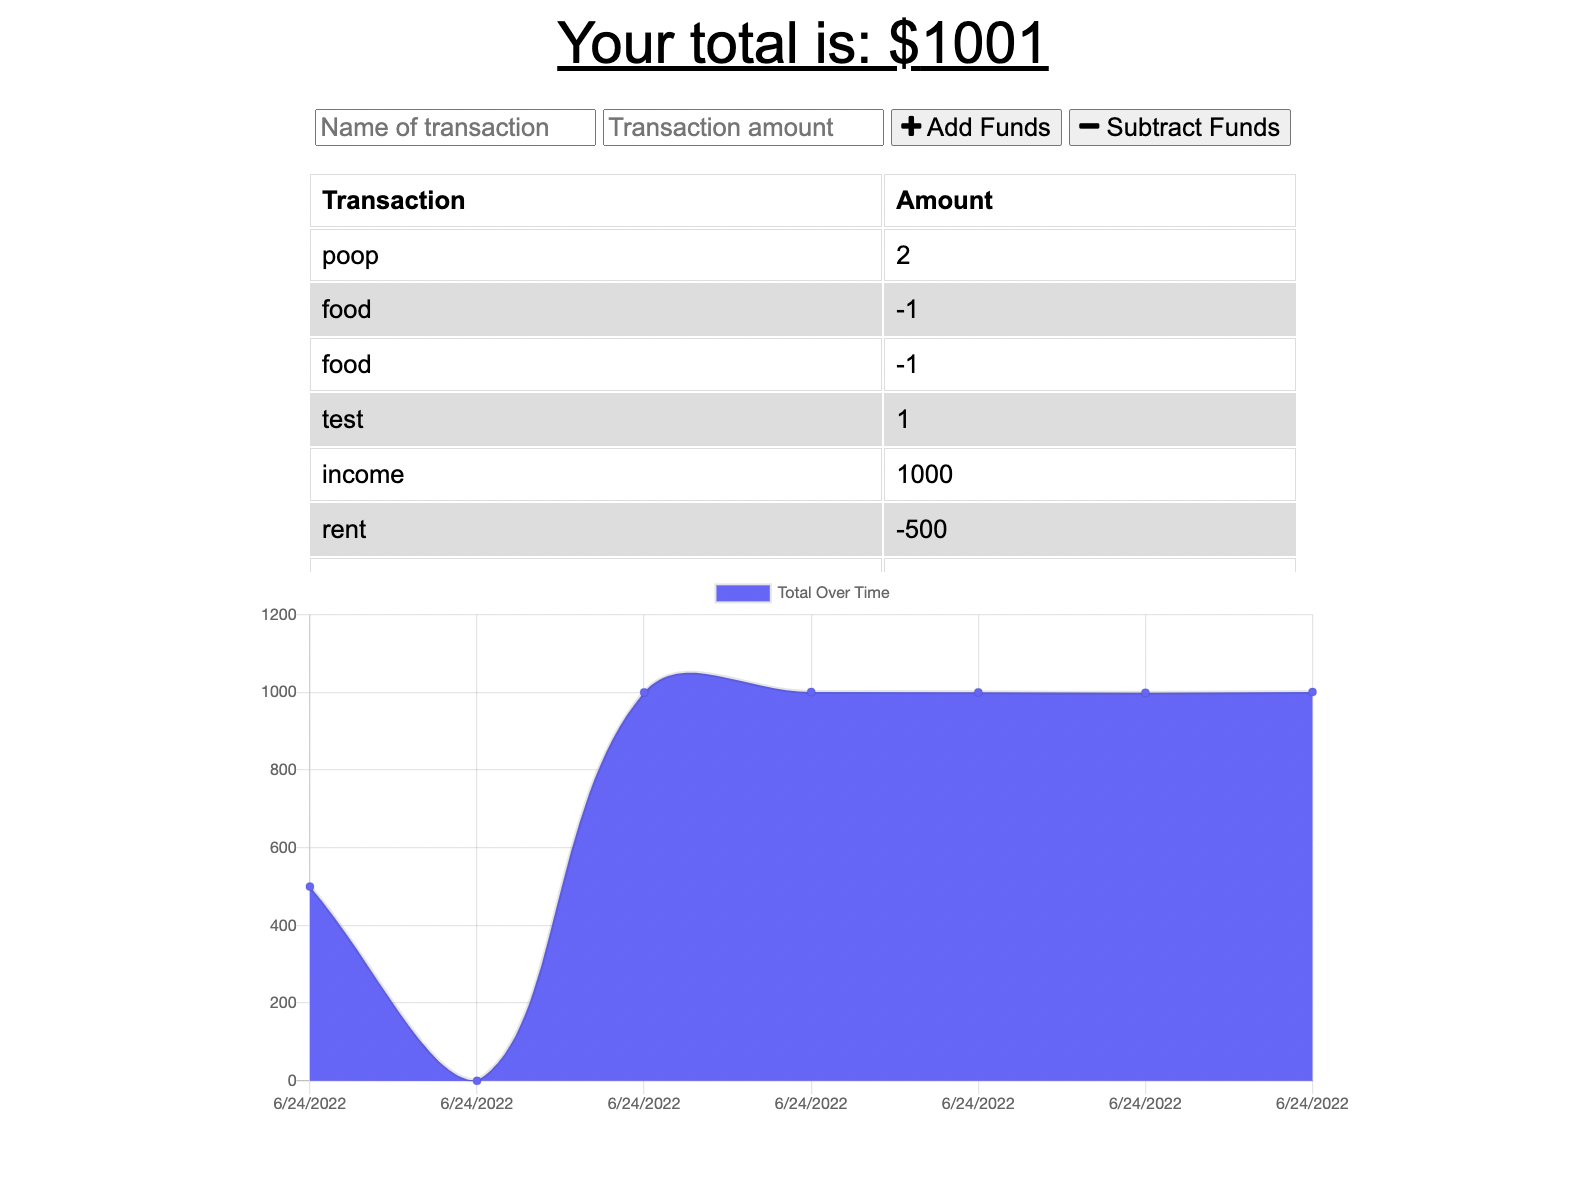 Your total is: $1001
Name of transaction Transaction amount Add Funds Subtract Funds
Transaction Amount
poop 2
food -1
food -1
test 1
income 1000
rent -500
Total Over Time
1200
1000
800
600
400
200
0
6/24/2022 6/24/2022 6/24/2022 6/24/2022 6/24/2022 6/24/2022 6/24/2022